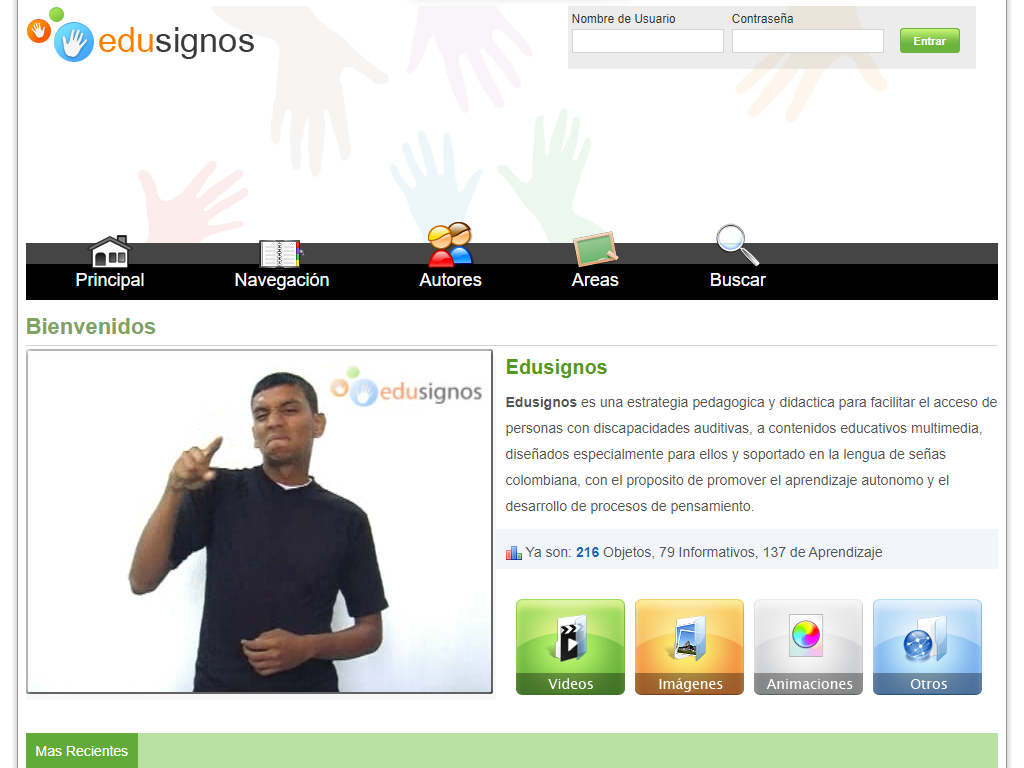 edusignos
Nombre de Usuario
Contraseña
Entrar
Principal
Navegación
Autores
Areas
Buscar
Bienvenidos
edusignos
Edusignos
Edusignos es una estrategia pedagogica y didactica para facilitar el acceso de
personas con discapacidades auditivas, a contenidos educativos multimedia,
diseñados especialmente para ellos y soportado en la lengua de señas
colombiana, con el proposito de promover el aprendizaje autonomo y el
desarrollo de procesos de pensamiento.
Ya son: 216 Objetos, 79 Informativos, 137 de Aprendizaje
Videos
Imágenes
Animaciones
Otros
Mas Recientes